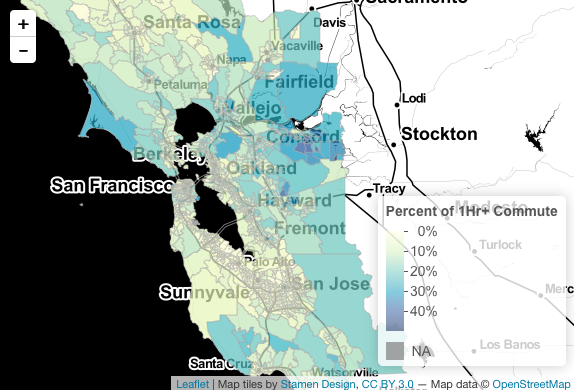 Sacramento
+
Santa Rosa
Davis
−
Vacaville
Napa
Petaluma
Fairfield
Lodi
Vallejo
Stockton
Concord
Berkeley
Oakland
San Francisco
Tracy
Hayward
Modesto
Percent of 1Hr+ Commute
Fremont
0%
10%
Turlock
20%
Palo Alto
30%
San Jose
Sunnyvale
Merc
40%
NA
Los Banos
Santa Cruz
Watsonville
Leaflet | Map tiles by Stamen Design, CC BY 3.0 — Map data © OpenStreetMap